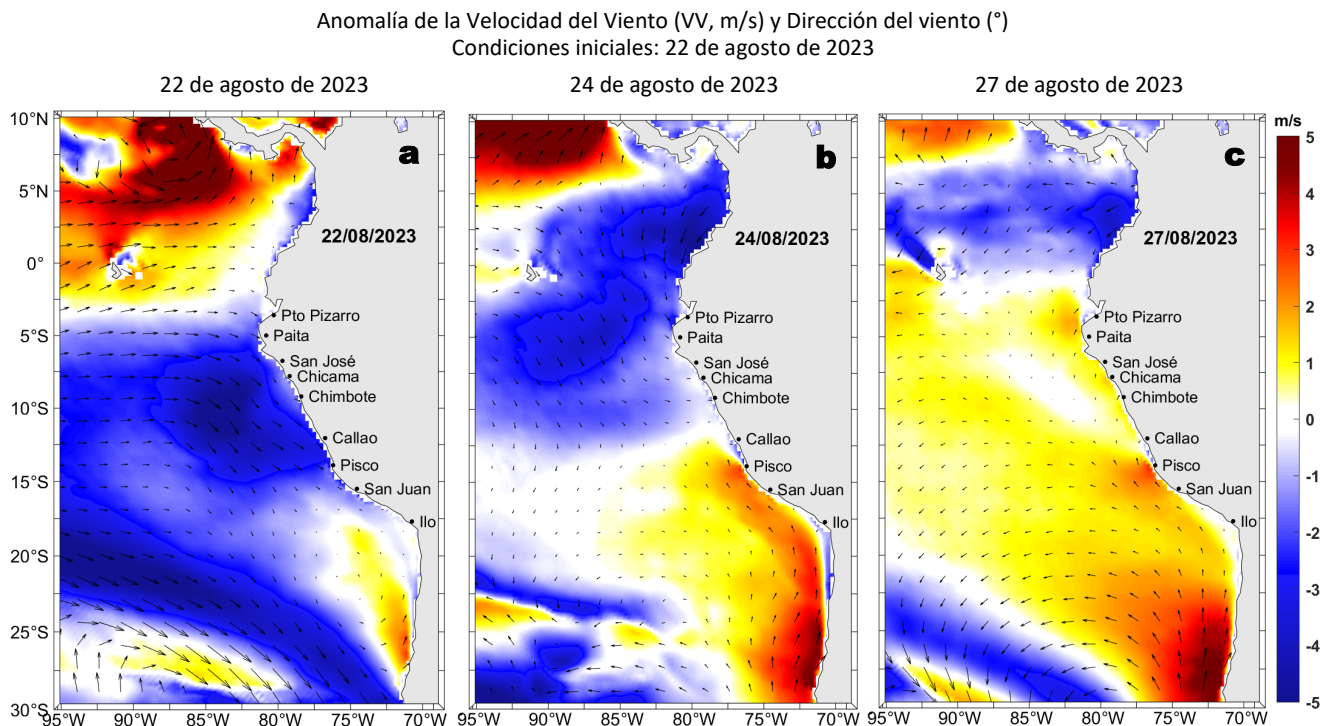 Anomalía de la Velocidad del Viento (VV, m/s) y Dirección del viento (°)
Condiciones iniciales: 22 de agosto de 2023
22 de agosto de 2023
24 de agosto de 2023
27 de agosto de 2023
10°N
5°N
0°
5°S
10°S
15°S
20°S
25°S
30°S
a
22/08/2023
Pto Pizarro
Paita
San José
Chicama
Chimbote
Callao
Pisco
San Juan
Ilo
95°W 90°W 85°W 80°W 75°W 70°W
b
24/08/2023
Pto Pizarro
Paita
San José
Chicama
Chimbote
Callao
Pisco
San Juan
Ilo
95°W 90°W 85°W 80°W 75°W 70°W
c
27/08/2023
Pto Pizarro
Paita
San José
Chicama
Chimbote
Callao
Pisco
San Juan
Ilo
95°W 90°W 85°W 80°W 75°W 70°W
m/s
5
4
3
2
1
0
-1
-2
-3
-4
-5